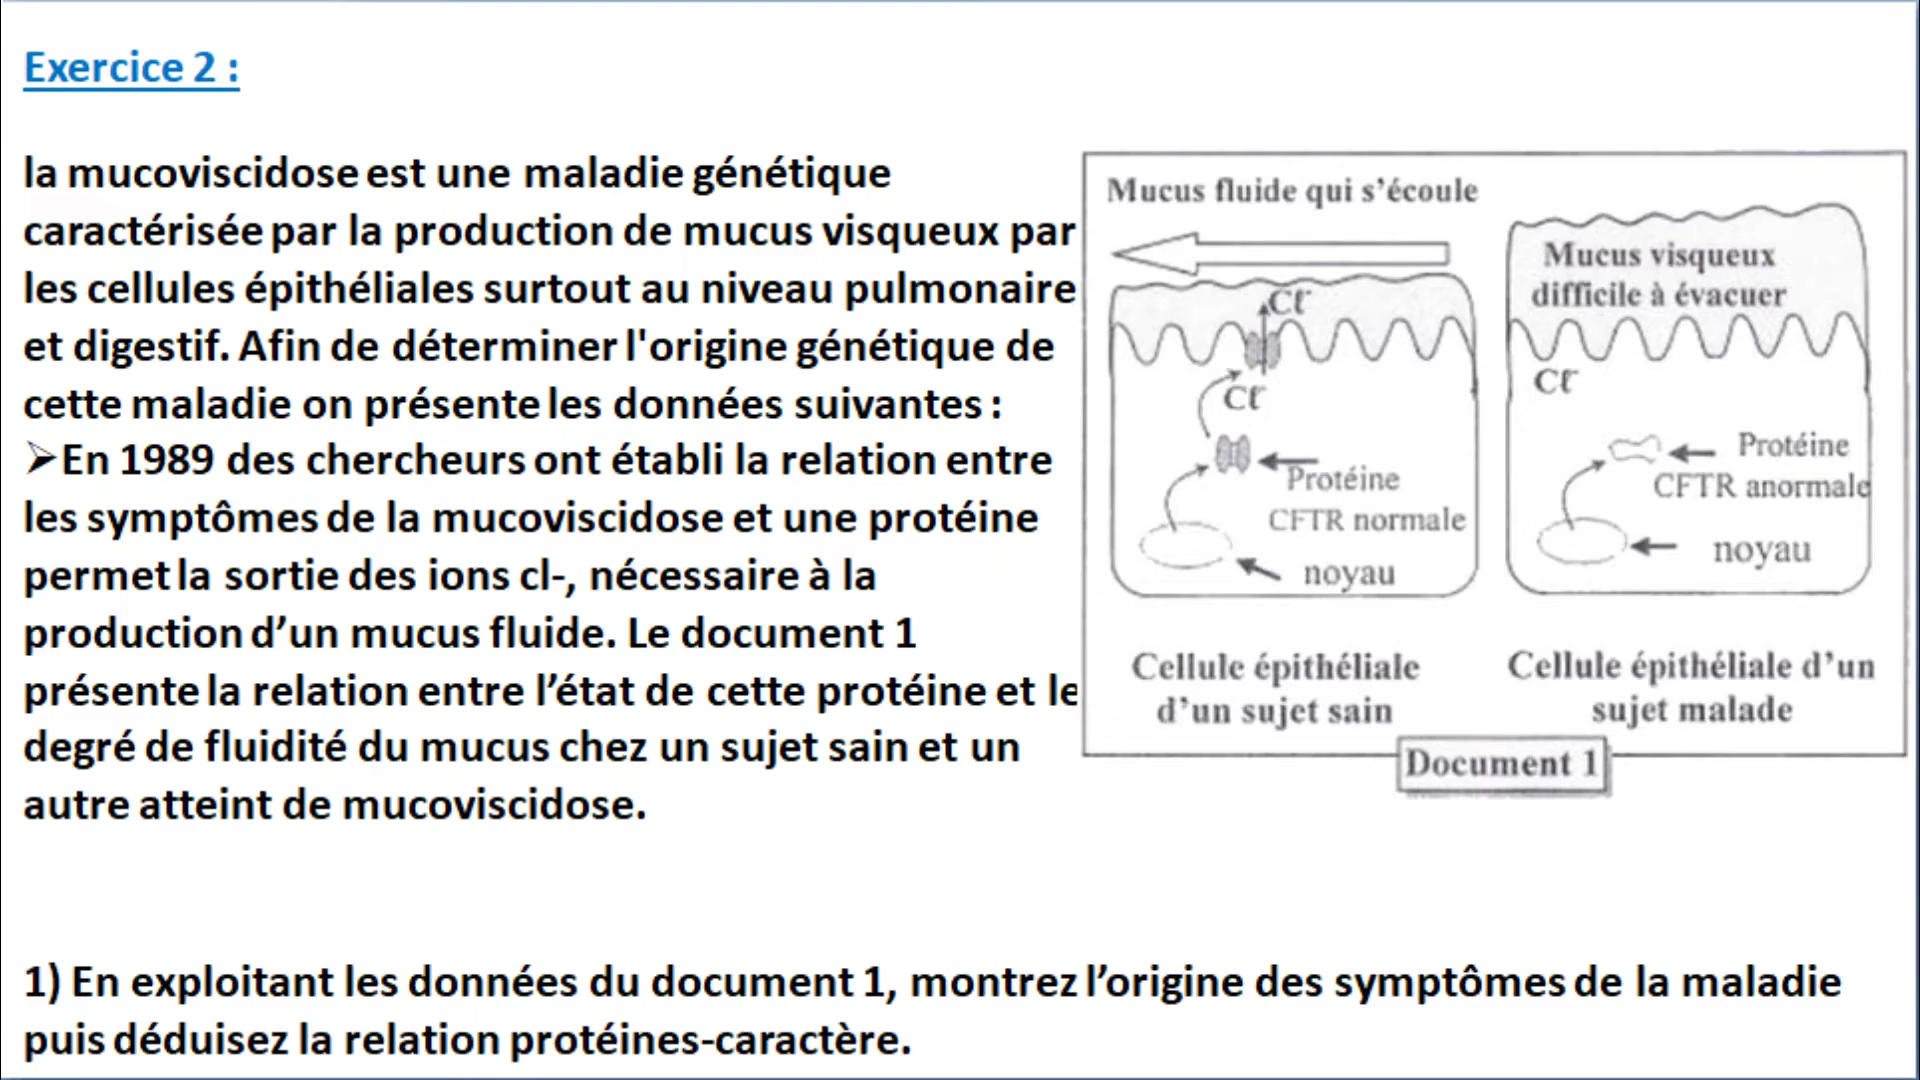 Exercice 2 :
la mucoviscidose est une maladie génétique
caractérisée par la production de mucus visqueux par
les cellules épithéliales surtout au niveau pulmonaire
et digestif. Afin de déterminer l'origine génétique de
cette maladie on présente les données suivantes :
➢En 1989 des chercheurs ont établi la relation entre
les symptômes de la mucoviscidose et une protéine
permet la sortie des ions cl-, nécessaire à la
production d’un mucus fluide. Le document 1
présente la relation entre l’état de cette protéine et le
degré de fluidité du mucus chez un sujet sain et un
autre atteint de mucoviscidose.
Mucus fluide qui s’écoule
Cl⁻
Cl⁻
Protéine
CFTR normale
noyau
Cellule épithéliale
d’un sujet sain
Mucus visqueux
difficile à évacuer
Cl⁻
Protéine
CFTR anormale
noyau
Cellule épithéliale d’un
sujet malade
Document 1
1) En exploitant les données du document 1, montrez l’origine des symptômes de la maladie
puis déduisez la relation protéines-caractère.